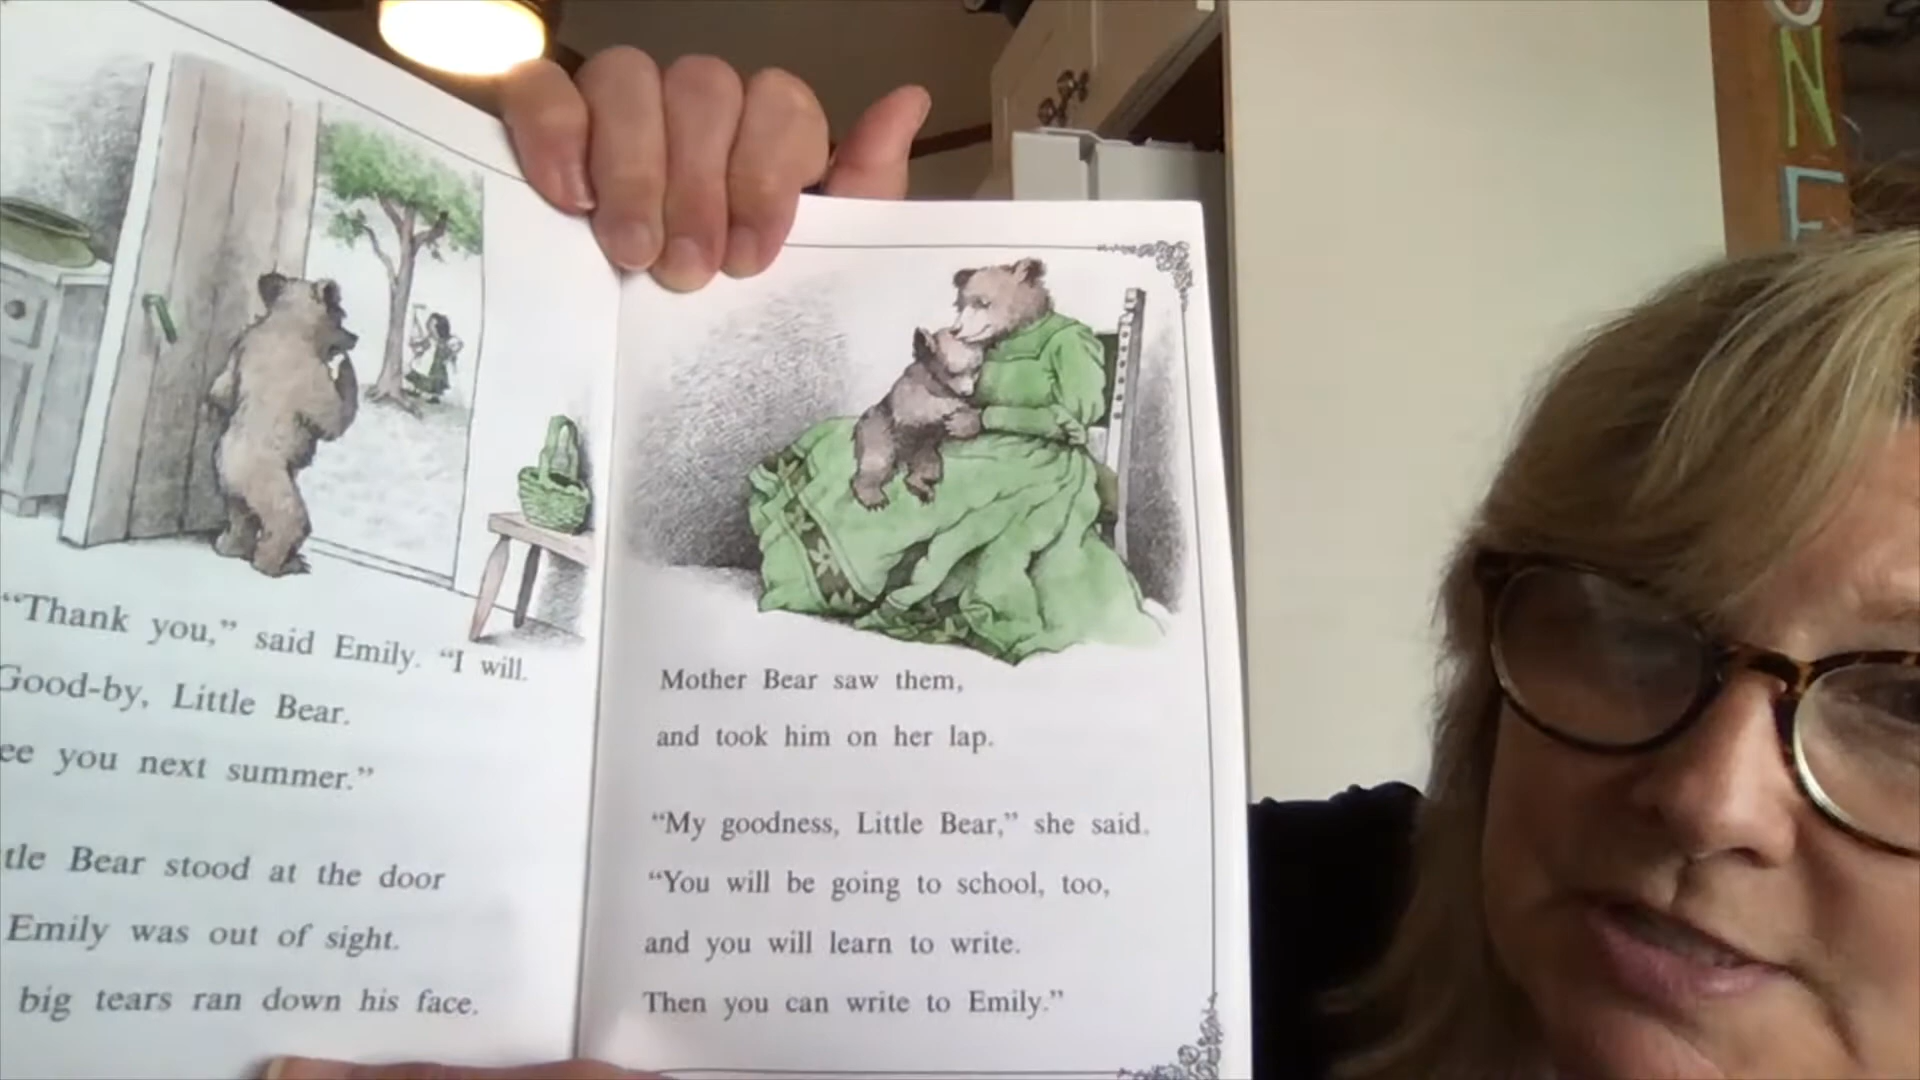 "Thank you," said Emily. "I will.
Good-by, Little Bear.
ee you next summer."
tle Bear stood at the door
Emily was out of sight.
big tears ran down his face.
Mother Bear saw them,
and took him on her lap.
"My goodness, Little Bear," she said.
"You will be going to school, too,
and you will learn to write.
Then you can write to Emily."
N
E